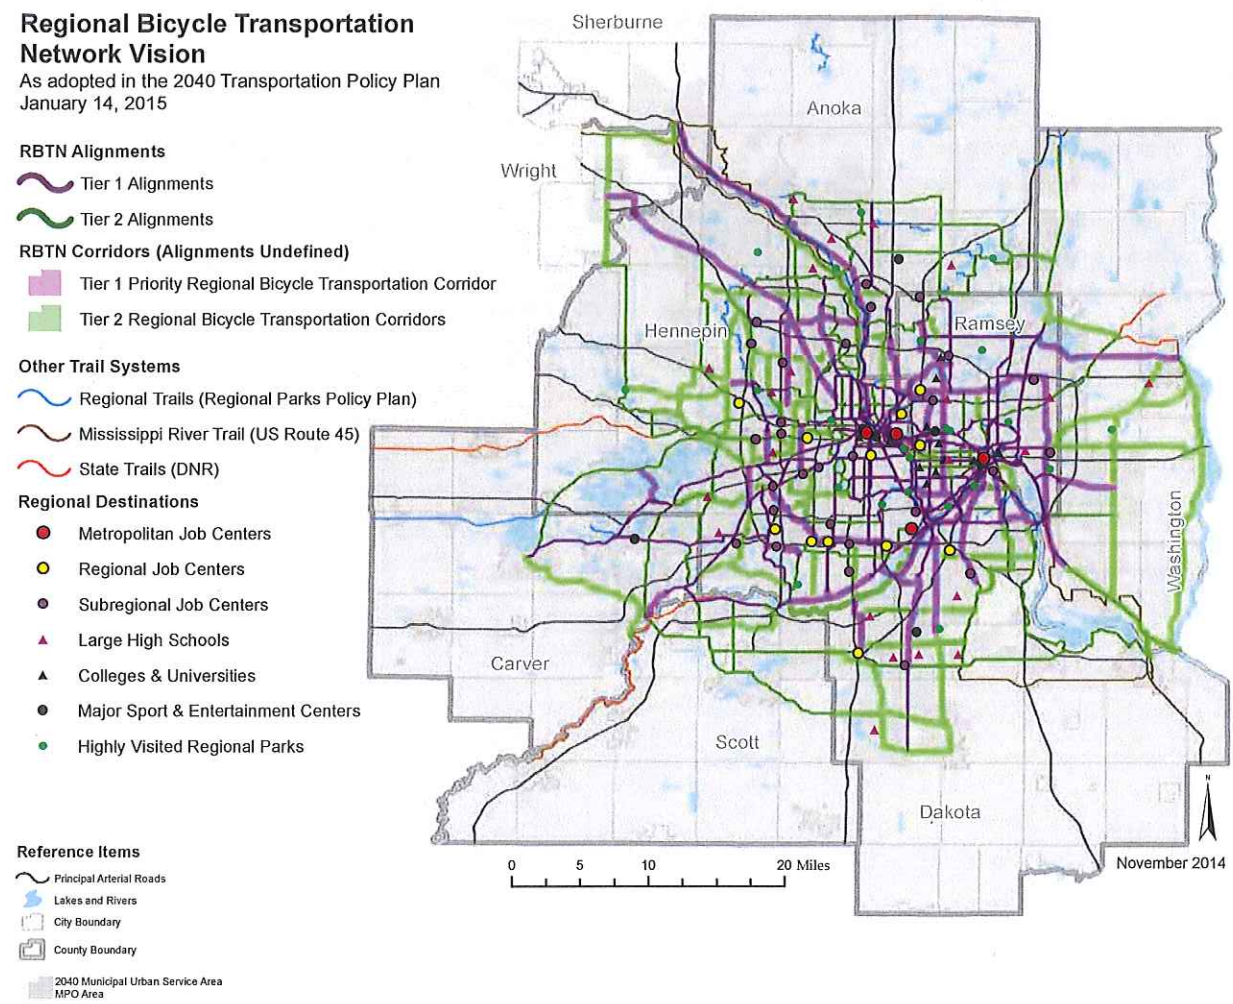 Regional Bicycle Transportation
Network Vision
As adopted in the 2040 Transportation Policy Plan
January 14, 2015
RBTN Alignments
Tier 1 Alignments
Tier 2 Alignments
RBTN Corridors (Alignments Undefined)
Tier 1 Priority Regional Bicycle Transportation Corridor
Tier 2 Regional Bicycle Transportation Corridors
Other Trail Systems
Regional Trails (Regional Parks Policy Plan)
Mississippi River Trail (US Route 45)
State Trails (DNR)
Regional Destinations
Metropolitan Job Centers
Regional Job Centers
Subregional Job Centers
Large High Schools
Colleges & Universities
Major Sport & Entertainment Centers
Highly Visited Regional Parks
Reference Items
Principal Arterial Roads
Lakes and Rivers
City Boundary
County Boundary
2040 Municipal Urban Service Area
MPO Area
Sherburne
Anoka
Wright
Hennepin
Ramsey
Washington
Carver
Scott
Dakota
N
November 2014
0 5 10 20 Miles